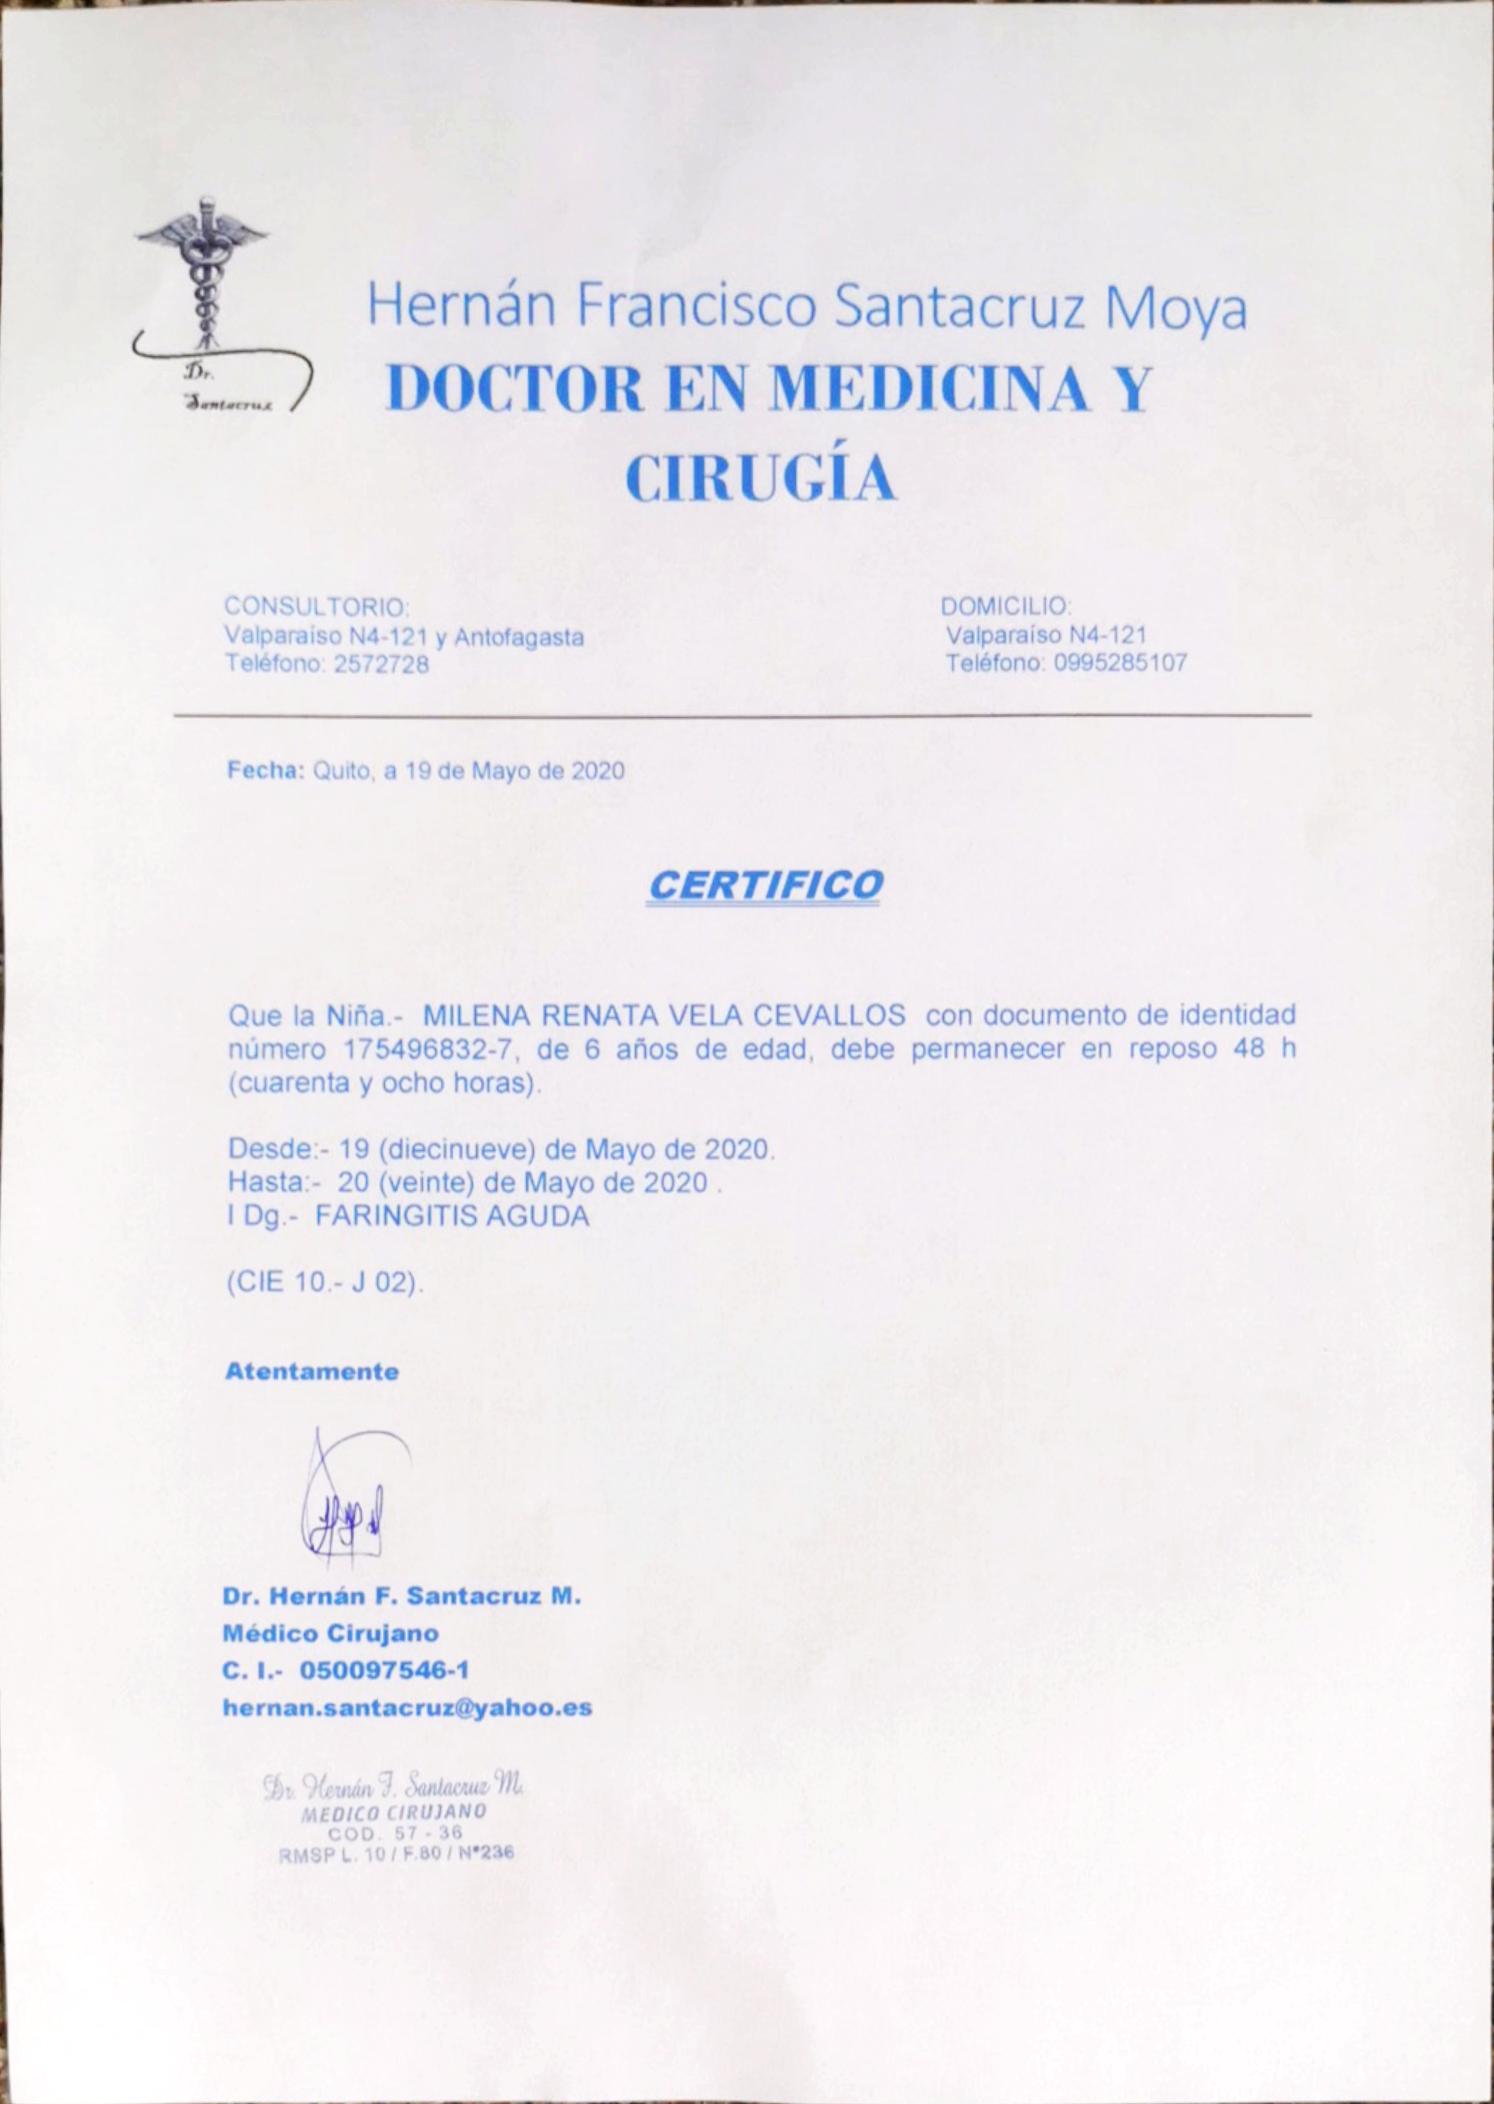 Dr.
Santacruz
Hernán Francisco Santacruz Moya
DOCTOR EN MEDICINA Y
CIRUGÍA
CONSULTORIO:
Valparaíso N4-121 y Antofagasta
Teléfono: 2572728
DOMICILIO:
Valparaíso N4-121
Teléfono: 0995285107
Fecha: Quito, a 19 de Mayo de 2020
CERTIFICO
Que la Niña.- MILENA RENATA VELA CEVALLOS con documento de identidad
número 175496832-7, de 6 años de edad, debe permanecer en reposo 48 h
(cuarenta y ocho horas).
Desde:- 19 (diecinueve) de Mayo de 2020.
Hasta:- 20 (veinte) de Mayo de 2020 .
I Dg.- FARINGITIS AGUDA
(CIE 10.- J 02).
Atentamente
Dr. Hernán F. Santacruz M.
Médico Cirujano
C. I.- 050097546-1
hernan.santacruz@yahoo.es
Dr. Hernán F. Santacruz M.
MEDICO CIRUJANO
COD. 57 - 36
RMSP L. 10 / F.80 / N°236